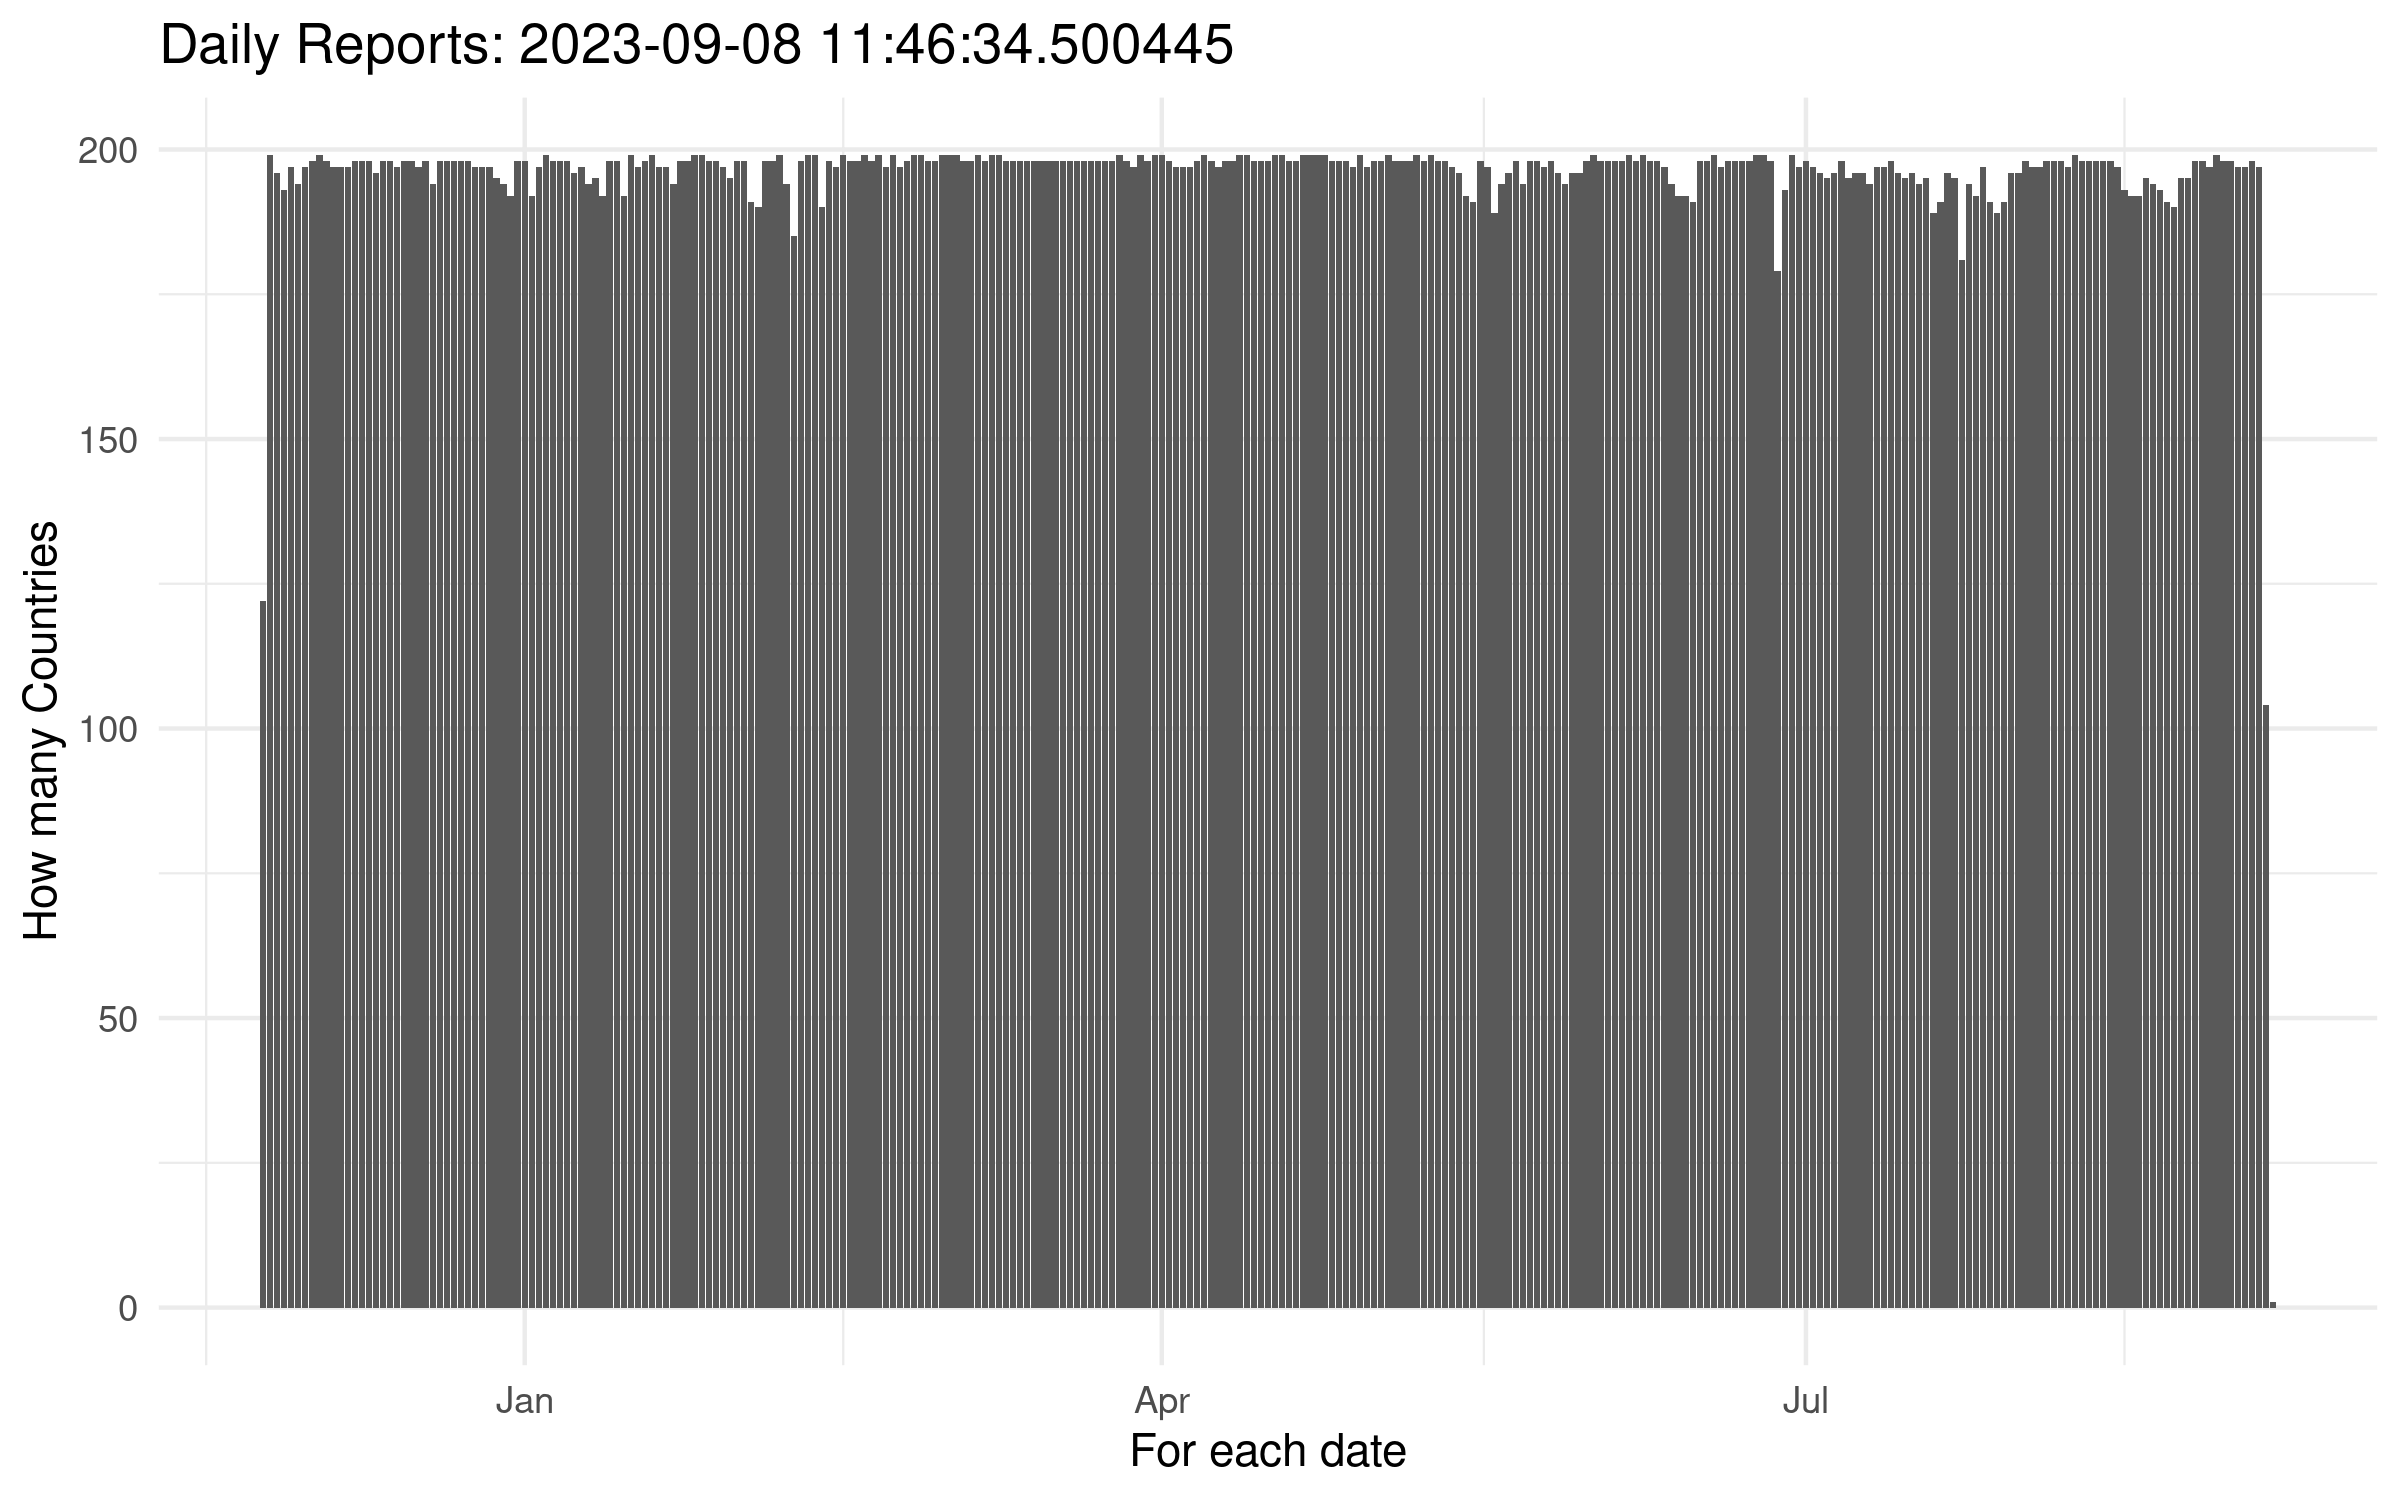 Daily Reports: 2023-09-08 11:46:34.500445
200
150
100
50
0
How many Countries
Jan
Apr
Jul
For each date